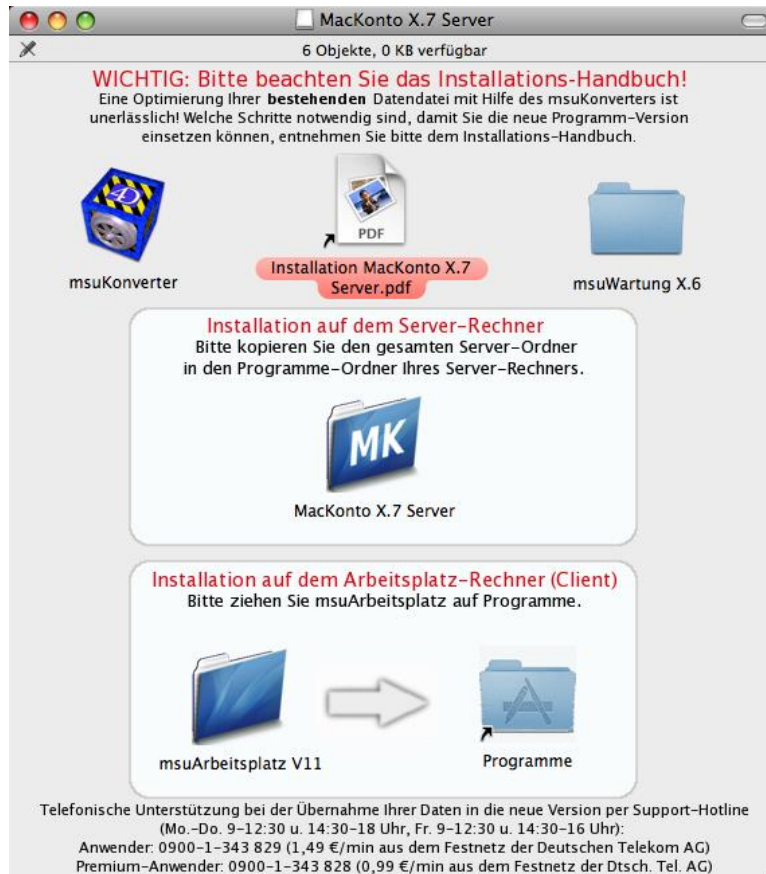 MacKonto X.7 Server
6 Objekte, 0 KB verfügbar
WICHTIG: Bitte beachten Sie das Installations-Handbuch!
Eine Optimierung Ihrer bestehenden Datendatei mit Hilfe des msuKonverters ist
unerlässlich! Welche Schritte notwendig sind, damit Sie die neue Programm-Version
einsetzen können, entnehmen Sie bitte dem Installations-Handbuch.
4D
PDF
msuKonverter
Installation MacKonto X.7
Server.pdf
msuWartung X.6
Installation auf dem Server-Rechner
Bitte kopieren Sie den gesamten Server-Ordner
in den Programme-Ordner Ihres Server-Rechners.
MK
MacKonto X.7 Server
Installation auf dem Arbeitsplatz-Rechner (Client)
Bitte ziehen Sie msuArbeitsplatz auf Programme.
msuArbeitsplatz V11
Programme
Telefonische Unterstützung bei der Übernahme Ihrer Daten in die neue Version per Support-Hotline
(Mo.-Do. 9-12:30 u. 14:30-18 Uhr, Fr. 9-12:30 u. 14:30-16 Uhr):
Anwender: 0900-1-343 829 (1,49 €/min aus dem Festnetz der Deutschen Telekom AG)
Premium-Anwender: 0900-1-343 828 (0,99 €/min aus dem Festnetz der Dtsch. Tel. AG)